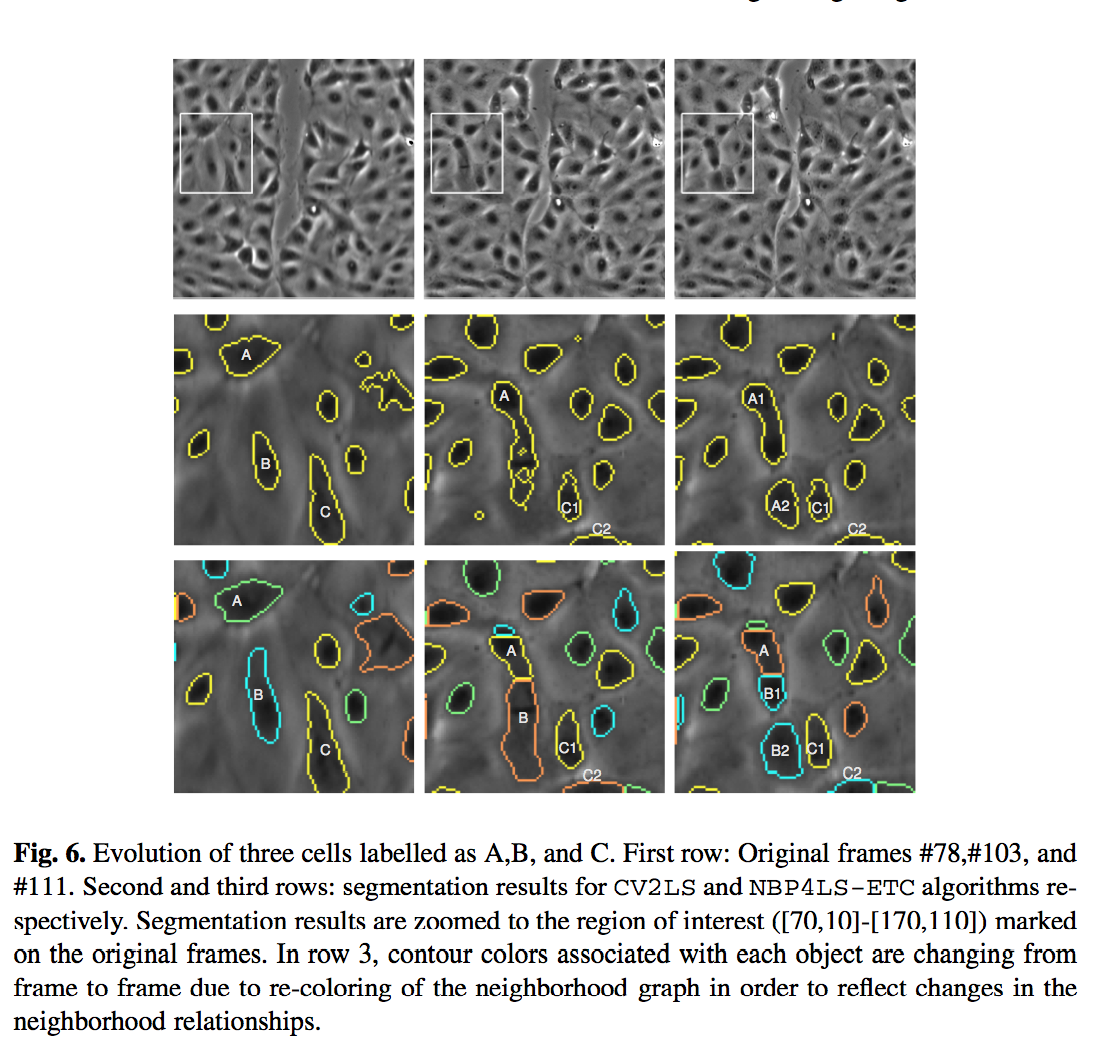 A
B
C
A
C1
C2
A1
A2
C1
C2
A
B
C
A
B
C1
C2
A
B1
B2
C1
C2
Fig. 6. Evolution of three cells labelled as A,B, and C. First row: Original frames #78,#103, and
#111. Second and third rows: segmentation results for CV2LS and NBP4LS-ETC algorithms re-
spectively. Segmentation results are zoomed to the region of interest ([70,10]-[170,110]) marked
on the original frames. In row 3, contour colors associated with each object are changing from
frame to frame due to re-coloring of the neighborhood graph in order to reflect changes in the
neighborhood relationships.